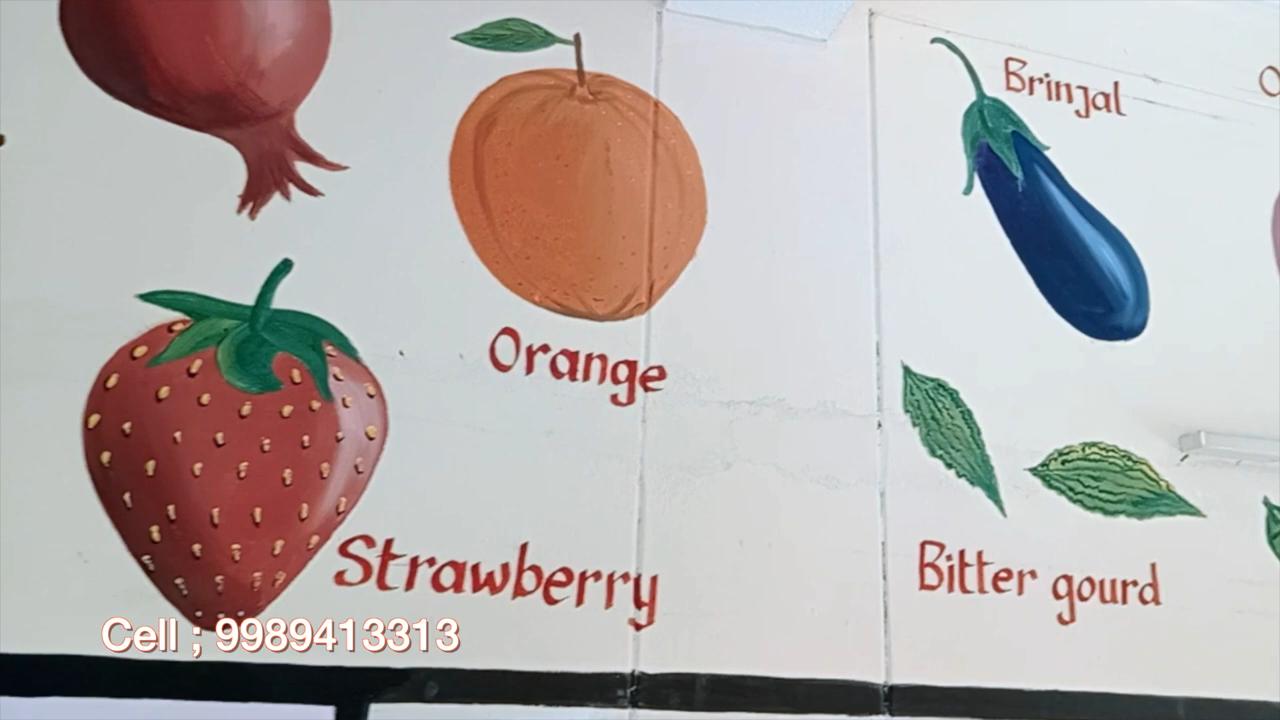 Brinjal
Orange
Strawberry
Bitter gourd
Cell ; 9989413313